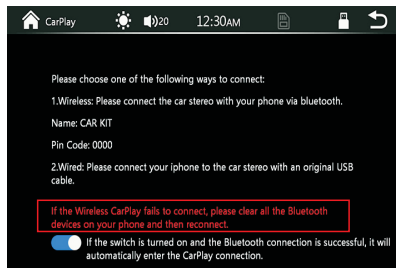 CarPlay 20 12:30AM
Please choose one of the following ways to connect:
1.Wireless: Please connect the car stereo with your phone via bluetooth.
Name: CAR KIT
Pin Code: 0000
2.Wired: Please connect your iphone to the car stereo with an original USB
cable.
If the Wireless CarPlay fails to connect, please clear all the Bluetooth
devices on your phone and then reconnect.
If the switch is turned on and the Bluetooth connection is successful, it will
automatically enter the CarPlay connection.